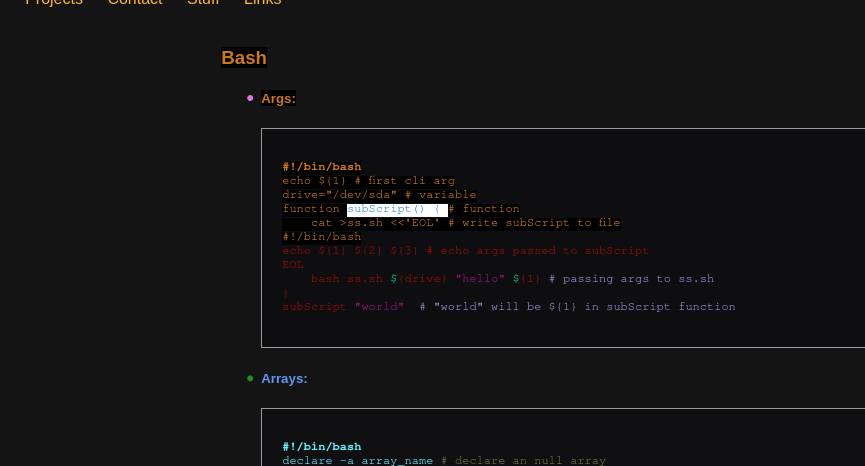 Projects Contact Stuff Links
Bash
Args:
#!/bin/bash
echo ${1} # first cli arg
drive="/dev/sda" # variable
function subScript() { # function
    cat >ss.sh <<'EOL' # write subScript to file
#!/bin/bash
echo ${1} ${2} ${3} # echo args passed to subScript
EOL
    bash ss.sh ${drive} "hello" ${1} # passing args to ss.sh
}
subScript "world"  # "world" will be ${1} in subScript function
Arrays:
#!/bin/bash
declare -a array_name # declare an null array